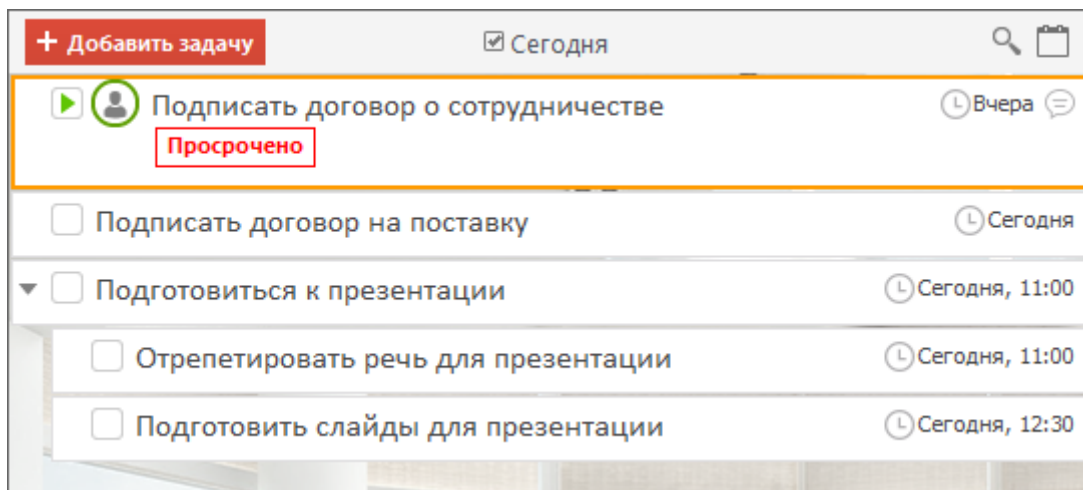 + Добавить задачу
Сегодня
Подписать договор о сотрудничестве
Вчера
Просрочено
Подписать договор на поставку
Сегодня
Подготовиться к презентации
Сегодня, 11:00
Отрепетировать речь для презентации
Сегодня, 11:00
Подготовить слайды для презентации
Сегодня, 12:30